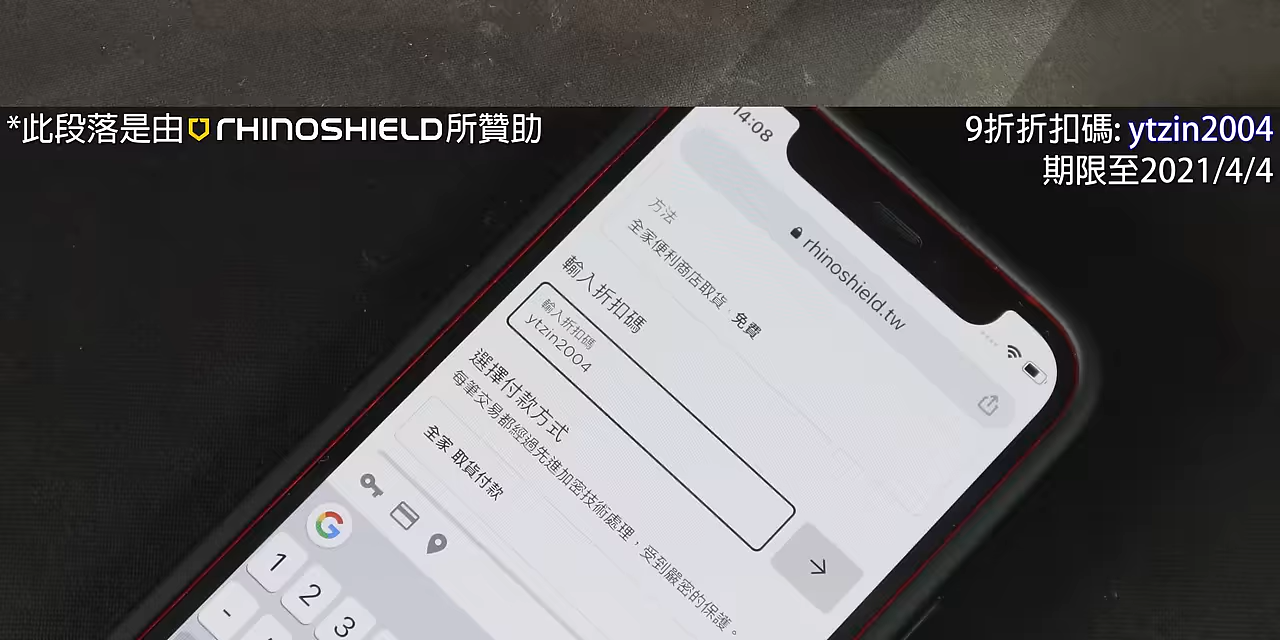 *此段落是由 RHINOSHIELD所贊助
9折折扣碼: ytzin2004
期限至2021/4/4
14:08
rhinoshield.tw
方法
全家便利商店取貨 · 免費
輸入折扣碼
輸入折扣碼
ytzin2004
選擇付款方式
每筆交易都經過先進加密技術處理，受到嚴密的保護。
全家 取貨付款
G
1 2 3
-